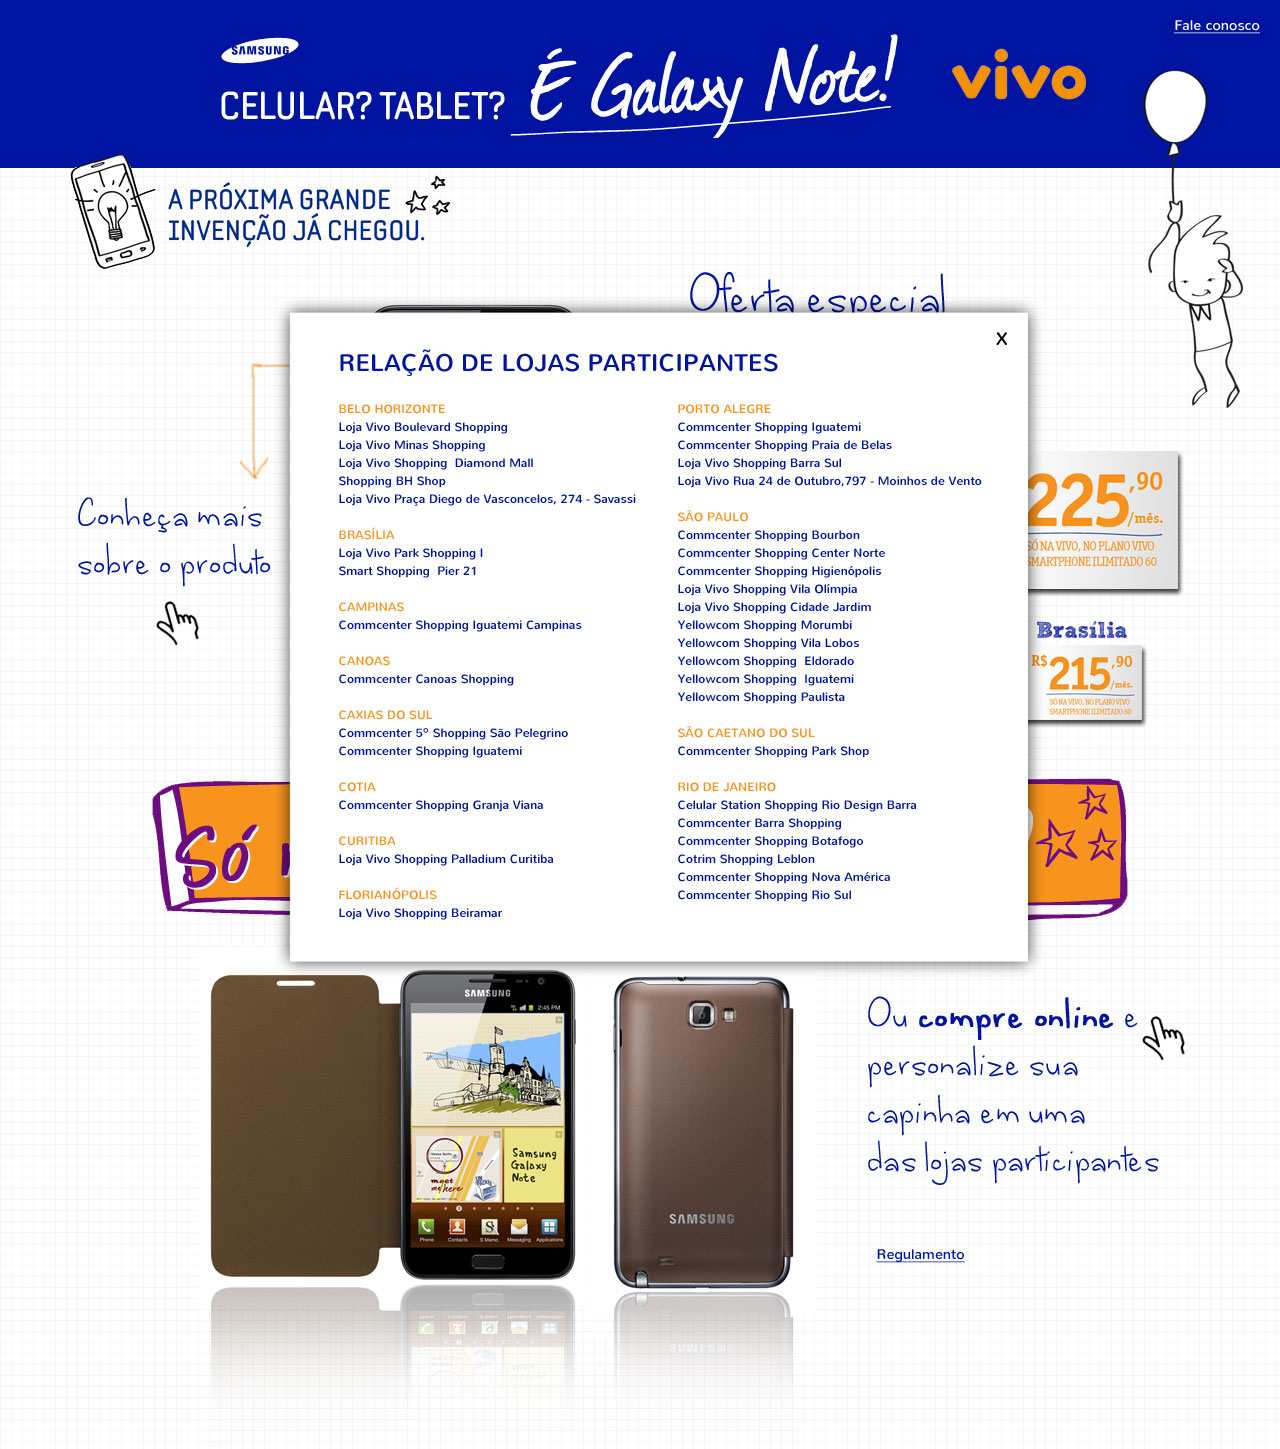 Fale conosco
SAMSUNG
CELULAR? TABLET? É Galaxy Note!
vivo
A PRÓXIMA GRANDE
INVENÇÃO JÁ CHEGOU.
Oferta especial
X
RELAÇÃO DE LOJAS PARTICIPANTES
BELO HORIZONTE
Loja Vivo Boulevard Shopping
Loja Vivo Minas Shopping
Loja Vivo Shopping  Diamond Mall
Shopping BH Shop
Loja Vivo Praça Diego de Vasconcelos, 274 - Savassi
BRASÍLIA
Loja Vivo Park Shopping I
Smart Shopping  Pier 21
CAMPINAS
Commcenter Shopping Iguatemi Campinas
CANOAS
Commcenter Canoas Shopping
CAXIAS DO SUL
Commcenter 5º Shopping São Pelegrino
Commcenter Shopping Iguatemi
COTIA
Commcenter Shopping Granja Viana
CURITIBA
Loja Vivo Shopping Palladium Curitiba
FLORIANÓPOLIS
Loja Vivo Shopping Beiramar
PORTO ALEGRE
Commcenter Shopping Iguatemi
Commcenter Shopping Praia de Belas
Loja Vivo Shopping Barra Sul
Loja Vivo Rua 24 de Outubro,797 - Moinhos de Vento
SÃO PAULO
Commcenter Shopping Bourbon
Commcenter Shopping Center Norte
Commcenter Shopping Higienópolis
Loja Vivo Shopping Vila Olímpia
Loja Vivo Shopping Cidade Jardim
Yellowcom Shopping Morumbi
Yellowcom Shopping Vila Lobos
Yellowcom Shopping  Eldorado
Yellowcom Shopping  Iguatemi
Yellowcom Shopping Paulista
SÃO CAETANO DO SUL
Commcenter Shopping Park Shop
RIO DE JANEIRO
Celular Station Shopping Rio Design Barra
Commcenter Barra Shopping
Commcenter Shopping Botafogo
Cotrim Shopping Leblon
Commcenter Shopping Nova América
Commcenter Shopping Rio Sul
Conheça mais
sobre o produto
225,90
/mês.
SÓ NA VIVO, NO PLANO VIVO
SMARTPHONE ILIMITADO 60
Brasília
R$ 215,90
/mês.
SÓ NA VIVO, NO PLANO VIVO
SMARTPHONE ILIMITADO 60
Só
SAMSUNG
2:45 PM
meet
me here
Samsung
Galaxy
Note
Phone Contacts S Memo Messaging Applications
SAMSUNG
Ou compre online e
personalize sua
capinha em uma
das lojas participantes
Regulamento